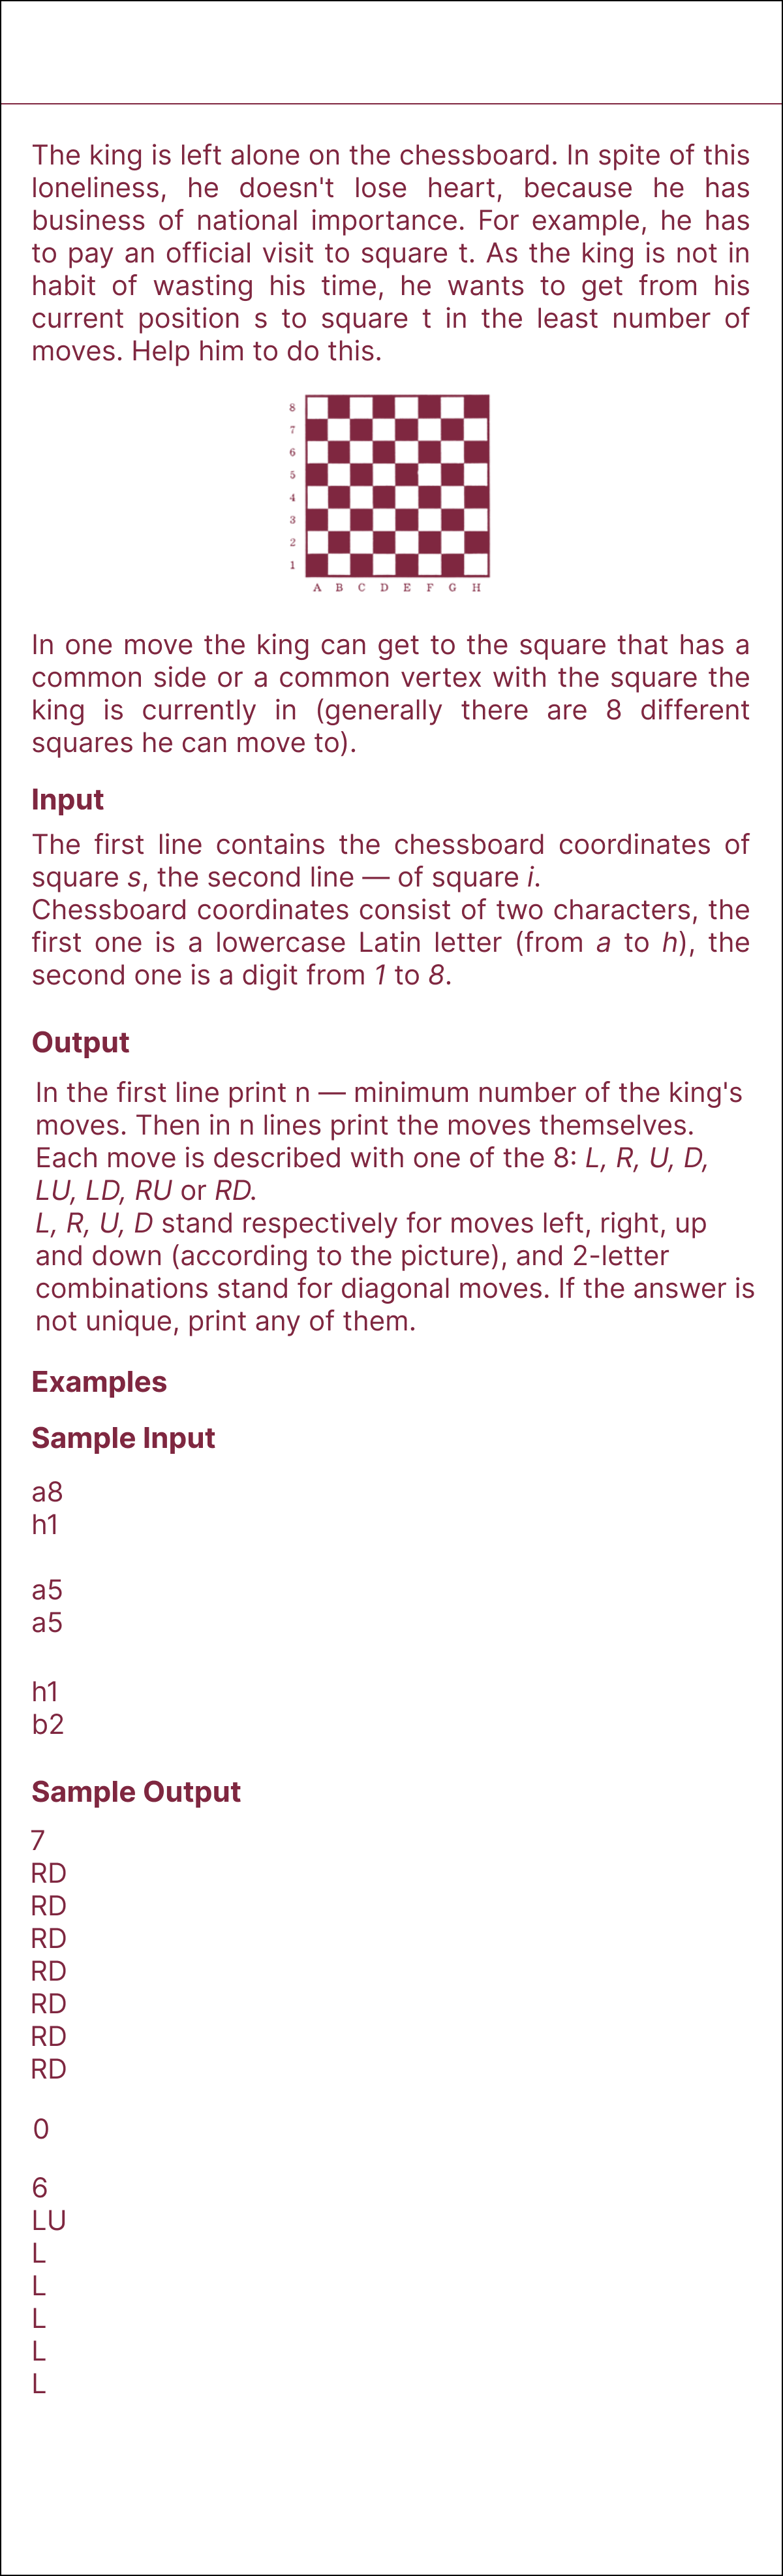 The king is left alone on the chessboard. In spite of this
loneliness, he doesn't lose heart, because he has
business of national importance. For example, he has
to pay an official visit to square t. As the king is not in
habit of wasting his time, he wants to get from his
current position s to square t in the least number of
moves. Help him to do this.
8
7
6
5
4
3
2
1
A B C D E F G H
In one move the king can get to the square that has a
common side or a common vertex with the square the
king is currently in (generally there are 8 different
squares he can move to).
Input
The first line contains the chessboard coordinates of
square s, the second line — of square i.
Chessboard coordinates consist of two characters, the
first one is a lowercase Latin letter (from a to h), the
second one is a digit from 1 to 8.
Output
In the first line print n — minimum number of the king's
moves. Then in n lines print the moves themselves.
Each move is described with one of the 8: L, R, U, D,
LU, LD, RU or RD.
L, R, U, D stand respectively for moves left, right, up
and down (according to the picture), and 2-letter
combinations stand for diagonal moves. If the answer is
not unique, print any of them.
Examples
Sample Input
a8
h1
a5
a5
h1
b2
Sample Output
7
RD
RD
RD
RD
RD
RD
RD
0
6
LU
L
L
L
L
L